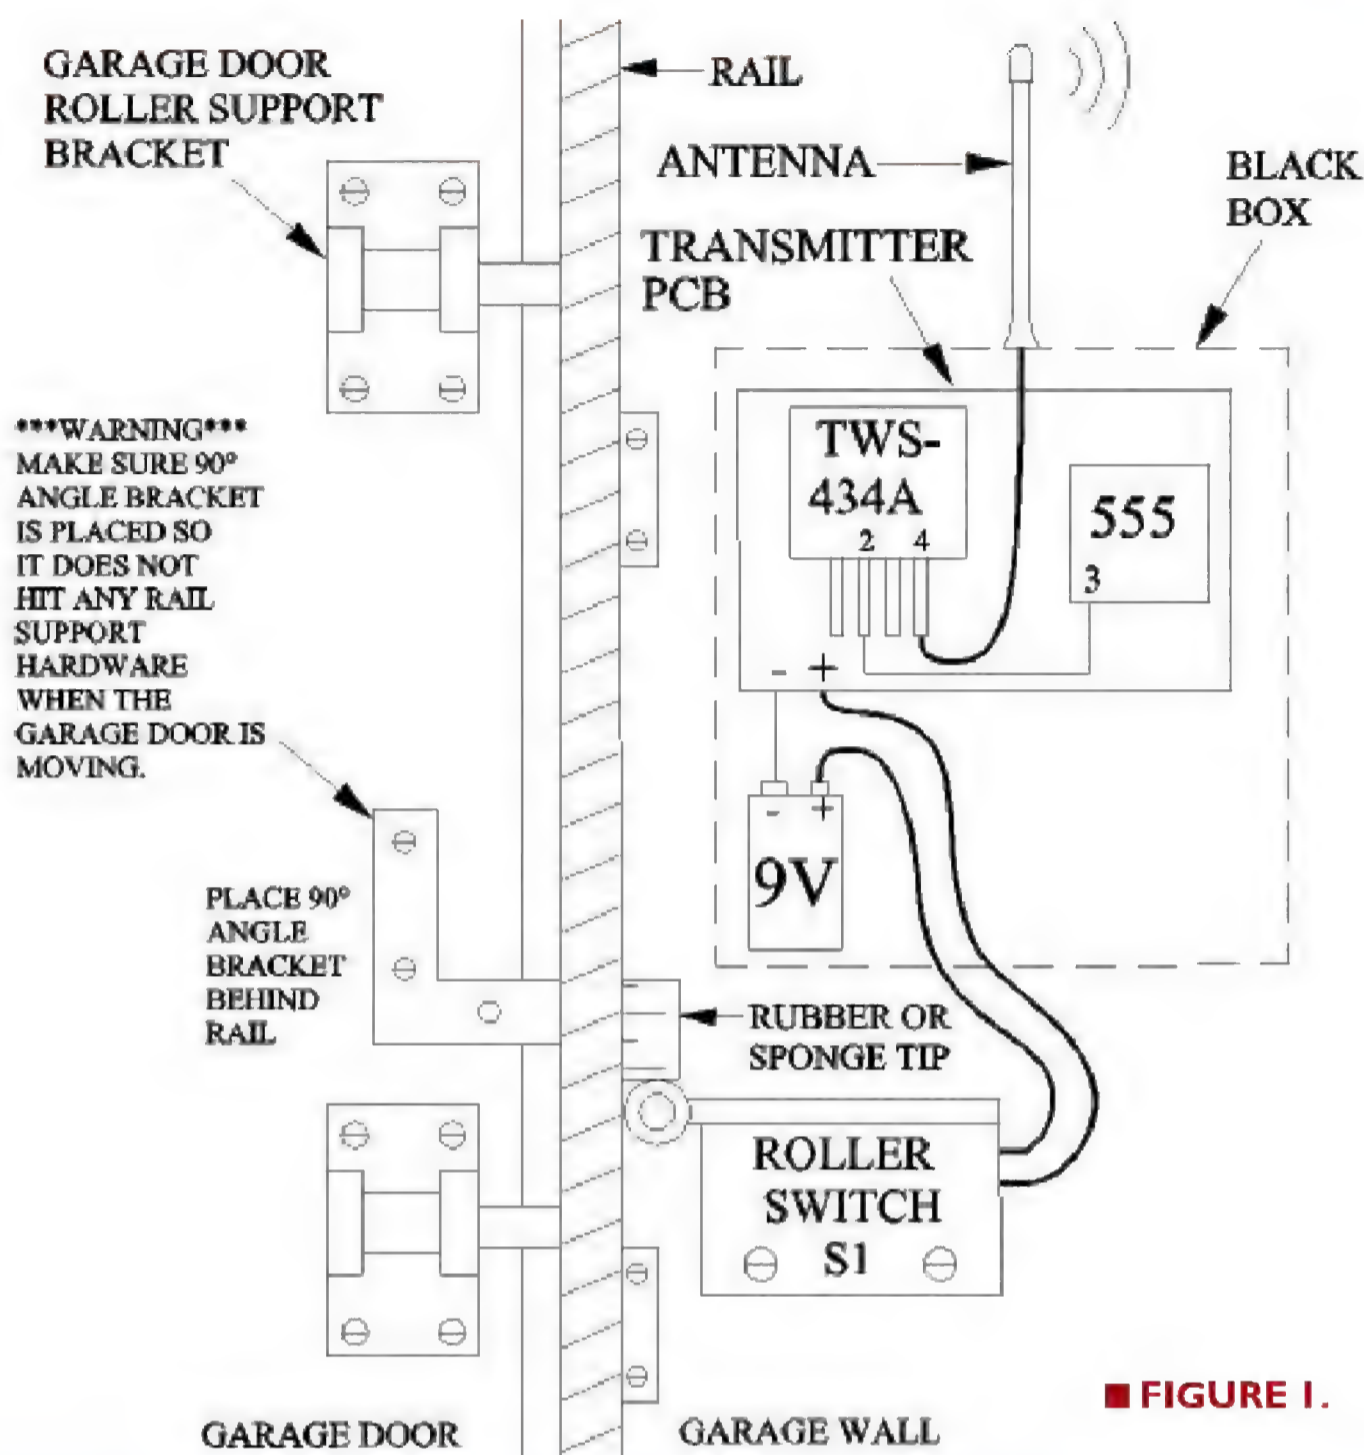 GARAGE DOOR
ROLLER SUPPORT
BRACKET
RAIL
ANTENNA
BLACK
BOX
TRANSMITTER
PCB
***WARNING***
MAKE SURE 90°
ANGLE BRACKET
IS PLACED SO
IT DOES NOT
HIT ANY RAIL
SUPPORT
HARDWARE
WHEN THE
GARAGE DOOR IS
MOVING.
TWS-
434A
2 4
555
3
- +
- +
9V
PLACE 90°
ANGLE
BRACKET
BEHIND
RAIL
RUBBER OR
SPONGE TIP
ROLLER
SWITCH
S1
GARAGE DOOR
GARAGE WALL
■ FIGURE 1.